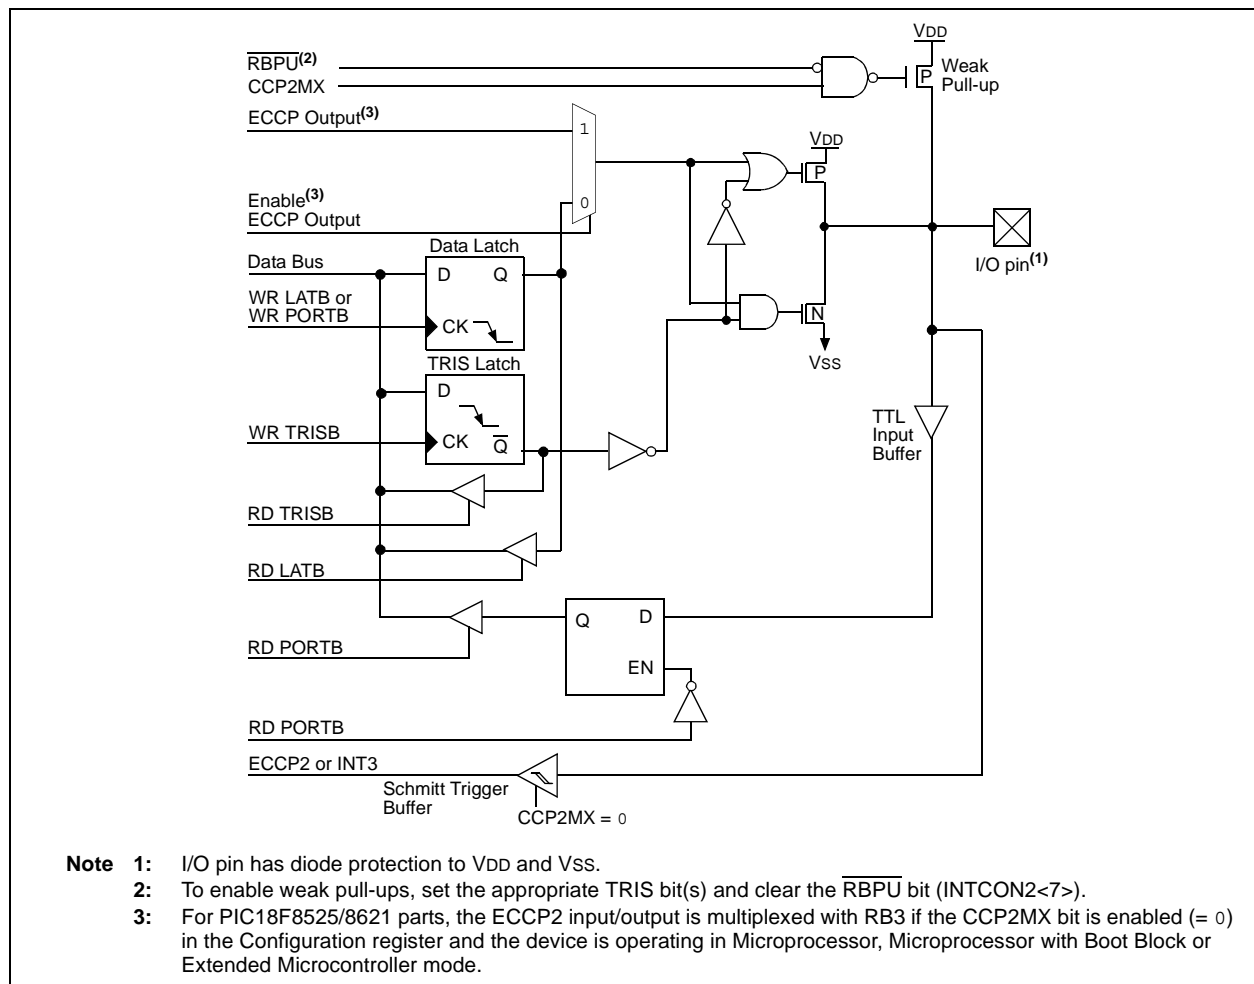 VDD
RBPU(2)
CCP2MX
P
Weak
Pull-up
ECCP Output(3)
1
VDD
P
Enable(3)
ECCP Output
0
I/O pin(1)
Data Latch
Data Bus
D Q
WR LATB or
WR PORTB
CK
N
VSS
TRIS Latch
D
WR TRISB
CK Q
TTL
Input
Buffer
RD TRISB
RD LATB
Q D
RD PORTB
EN
RD PORTB
ECCP2 or INT3
Schmitt Trigger
Buffer
CCP2MX = 0
Note 1: I/O pin has diode protection to VDD and VSS.
2: To enable weak pull-ups, set the appropriate TRIS bit(s) and clear the RBPU bit (INTCON2<7>).
3: For PIC18F8525/8621 parts, the ECCP2 input/output is multiplexed with RB3 if the CCP2MX bit is enabled (= 0)
in the Configuration register and the device is operating in Microprocessor, Microprocessor with Boot Block or
Extended Microcontroller mode.